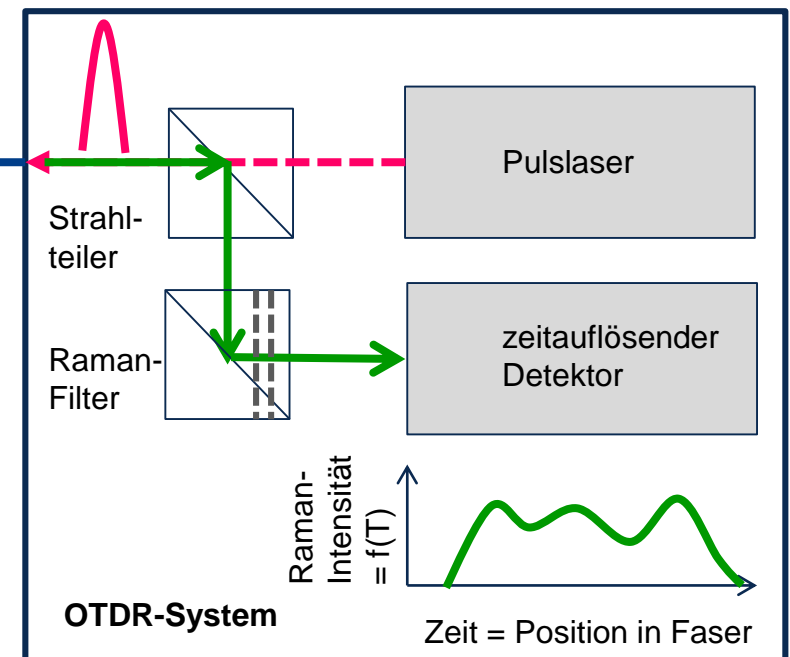 Pulslaser
Strahl-
teiler
zeitauflösender
Detektor
Raman-
Filter
Raman-
Intensität
= f(T)
OTDR-System
Zeit = Position in Faser